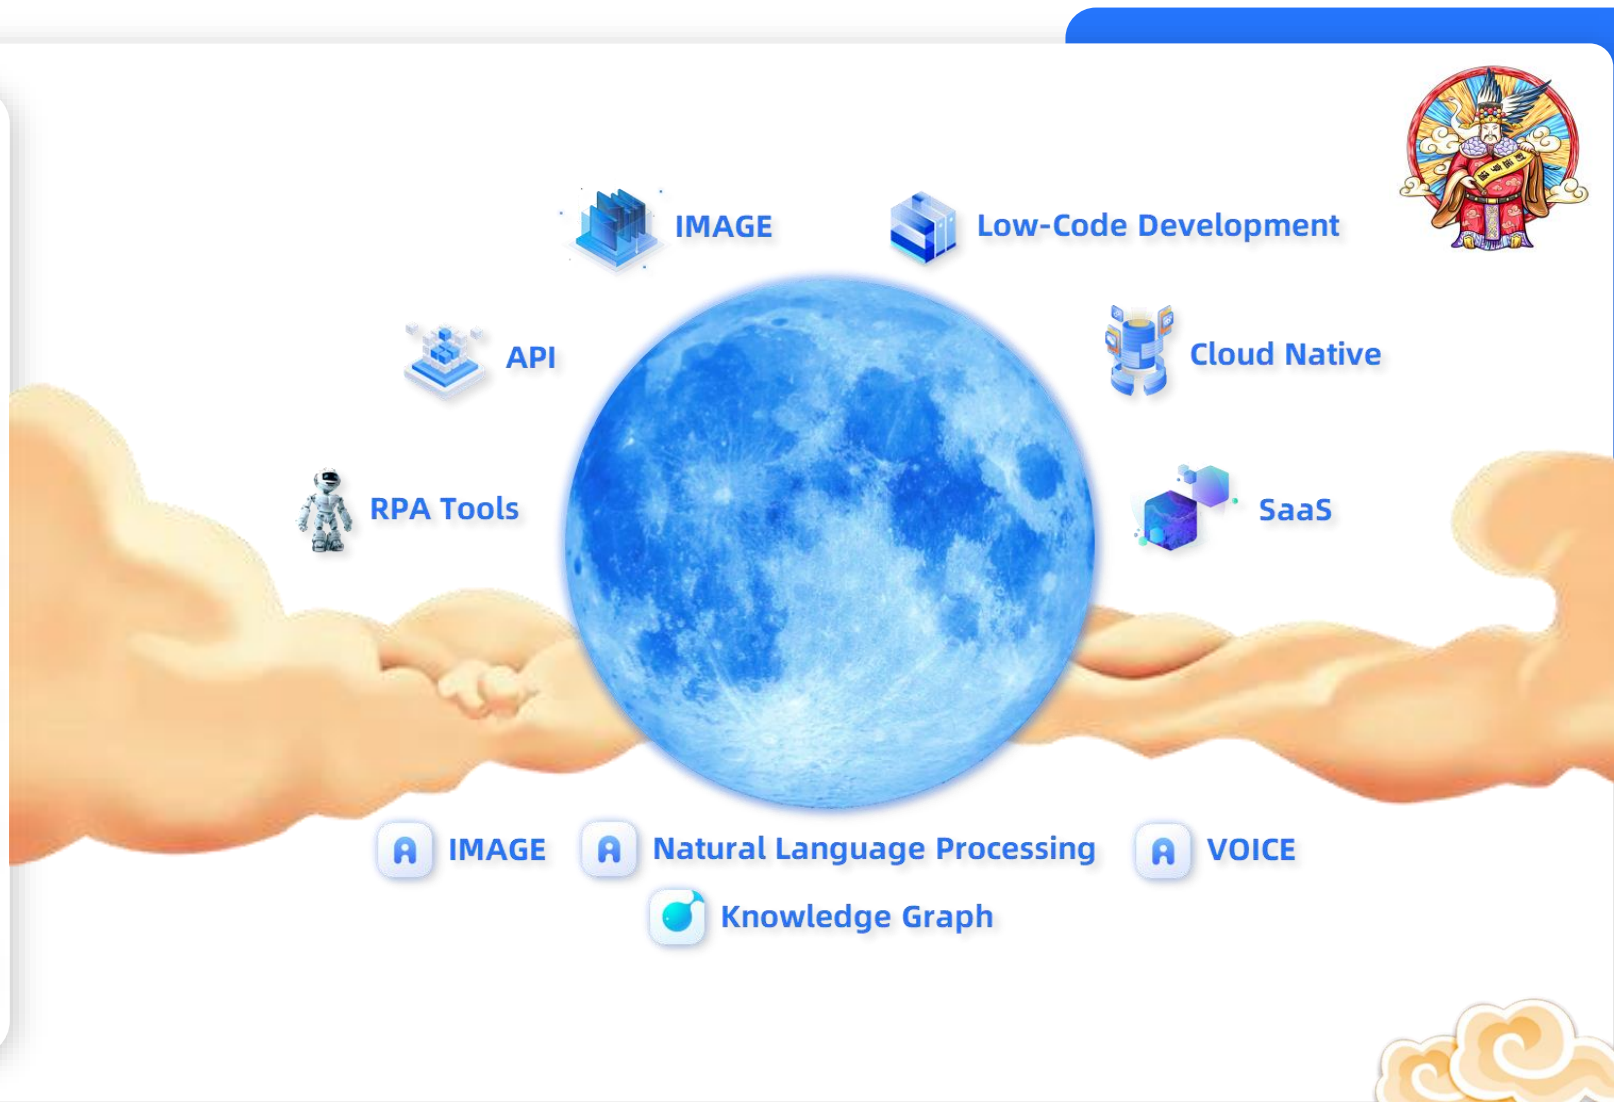 IMAGE
Low-Code Development
API
Cloud Native
RPA Tools
SaaS
IMAGE
Natural Language Processing
VOICE
Knowledge Graph